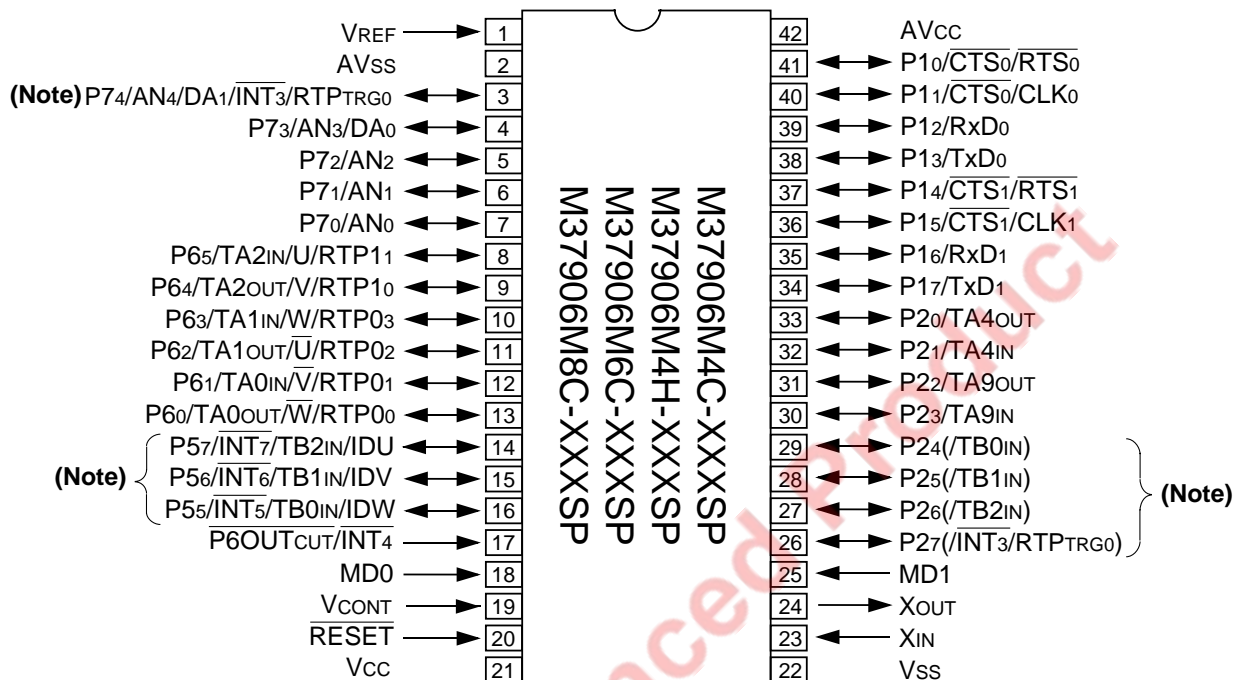 VREF 1 42 AVCC
AVSS 2 41 P10/CTS0/RTS0
(Note) P74/AN4/DA1/INT3/RTPTRG0 3 40 P11/CTS0/CLK0
P73/AN3/DA0 4 39 P12/RxD0
P72/AN2 5 38 P13/TxD0
P71/AN1 6 37 P14/CTS1/RTS1
P70/AN0 7 36 P15/CTS1/CLK1
P65/TA2IN/U/RTP11 8 35 P16/RxD1
P64/TA2OUT/V/RTP10 9 34 P17/TxD1
P63/TA1IN/W/RTP03 10 33 P20/TA4OUT
P62/TA1OUT/U/RTP02 11 32 P21/TA4IN
P61/TA0IN/V/RTP01 12 31 P22/TA9OUT
P60/TA0OUT/W/RTP00 13 30 P23/TA9IN
P57/INT7/TB2IN/IDU 14 29 P24(/TB0IN)
(Note) P56/INT6/TB1IN/IDV 15 28 P25(/TB1IN) (Note)
P55/INT5/TB0IN/IDW 16 27 P26(/TB2IN)
P6OUTCUT/INT4 17 26 P27(/INT3/RTPTRG0)
MD0 18 25 MD1
VCONT 19 24 XOUT
RESET 20 23 XIN
VCC 21 22 VSS
M37906M4C-XXXSP
M37906M4H-XXXSP
M37906M6C-XXXSP
M37906M8C-XXXSP
nced Product